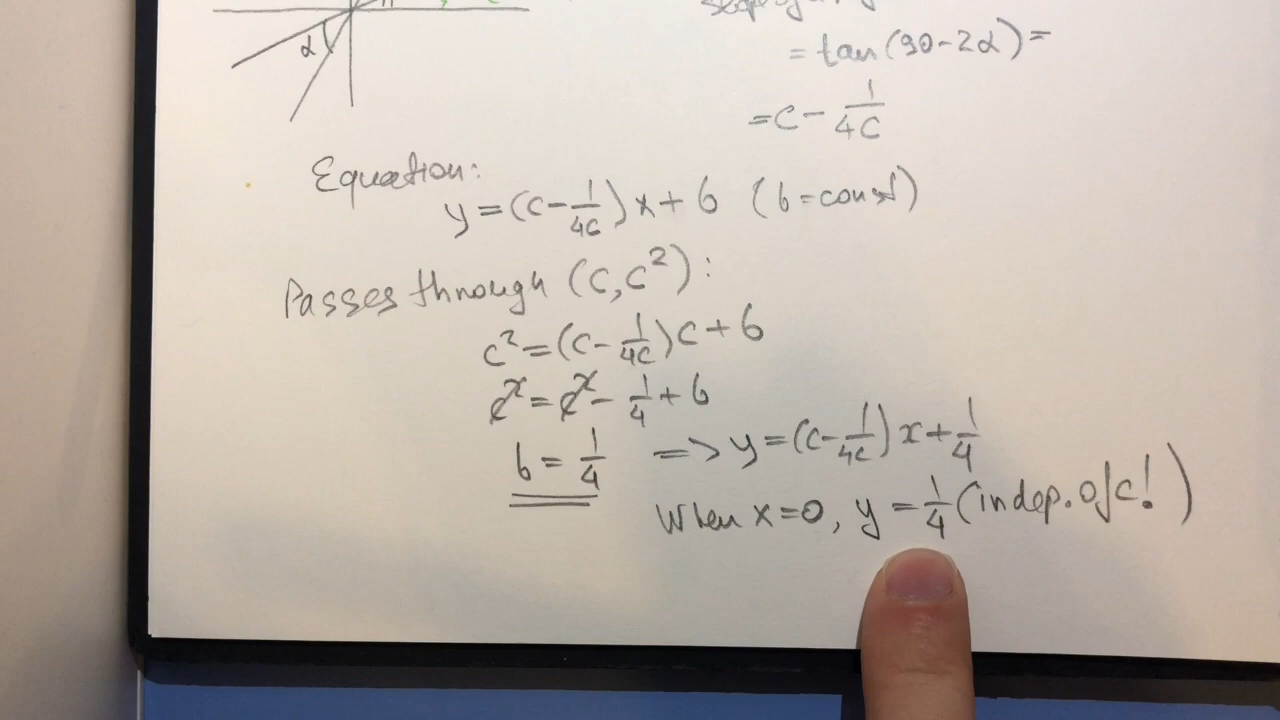 α
= tan(90-2α) =
= c - 1/4c
Equation:
y = (c - 1/4c) x + b (b = const)
Passes through (c, c²):
c² = (c - 1/4c) c + b
c² = c² - 1/4 + b
b = 1/4 => y = (c - 1/4c) x + 1/4
When x = 0, y = 1/4 (indep. of c!)